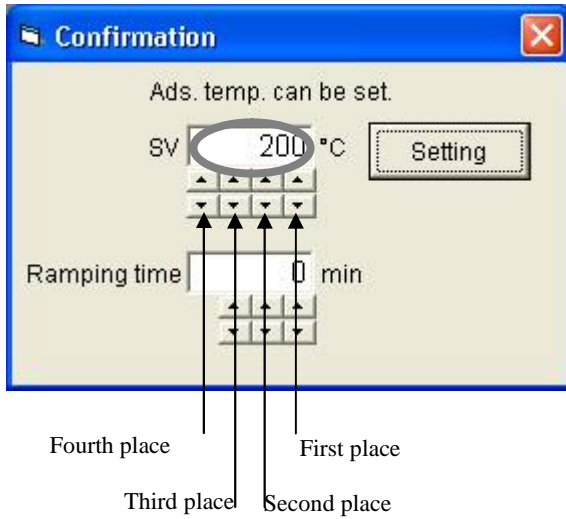 Confirmation
Ads. temp. can be set.
SV 200 °C Setting
Ramping time 0 min
Fourth place First place
Third place Second place